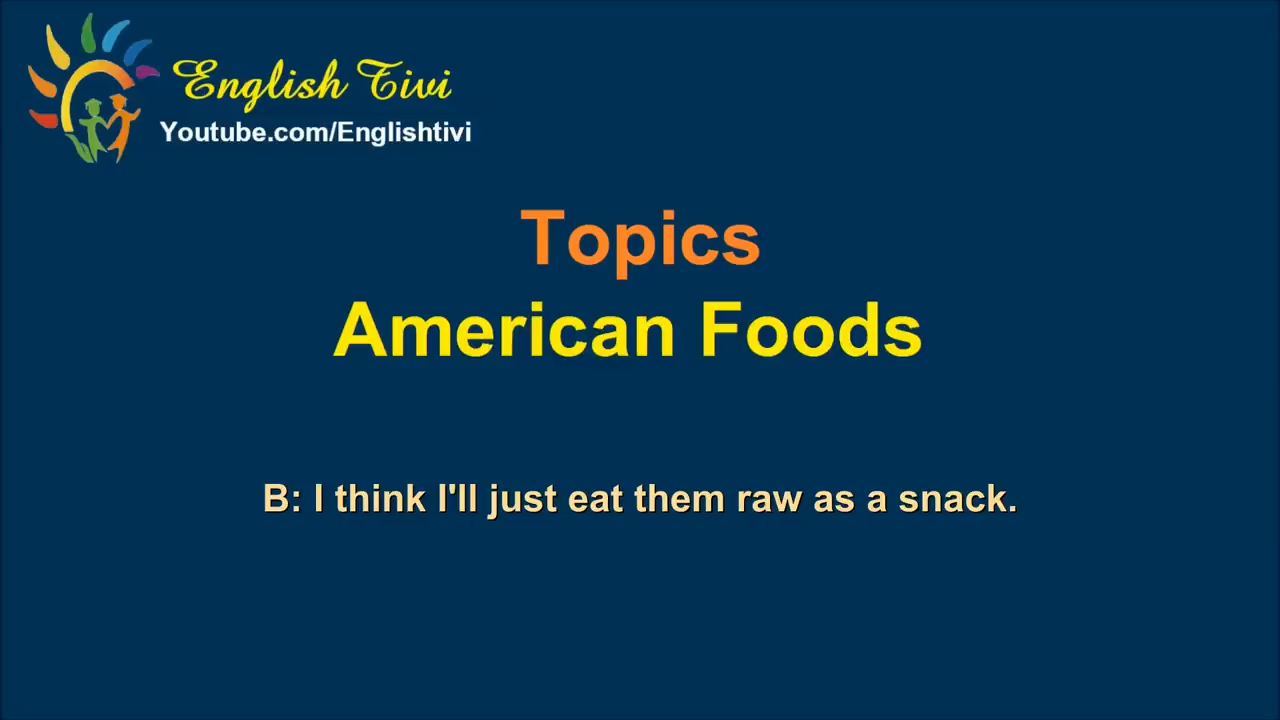 English Tivi
Youtube.com/Englishtivi
Topics
American Foods
B: I think I'll just eat them raw as a snack.